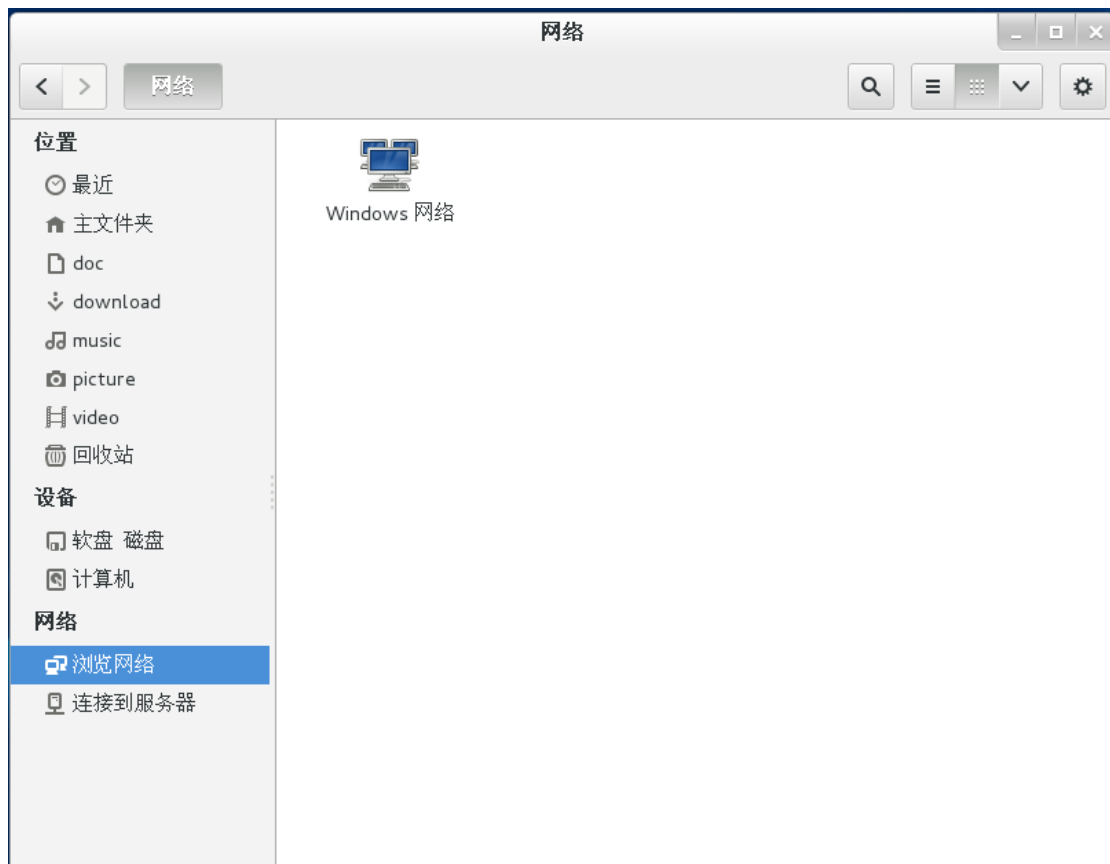 网络
网络
位置
最近
主文件夹
doc
download
music
picture
video
回收站
设备
软盘 磁盘
计算机
网络
浏览网络
连接到服务器
Windows 网络